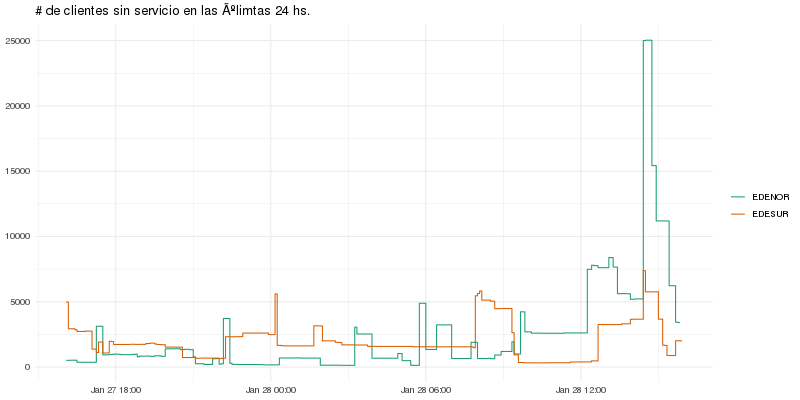 # de clientes sin servicio en las Ãºlimtas 24 hs.
25000
20000
15000
10000
5000
0
Jan 27 18:00
Jan 28 00:00
Jan 28 06:00
Jan 28 12:00
EDENOR
EDESUR